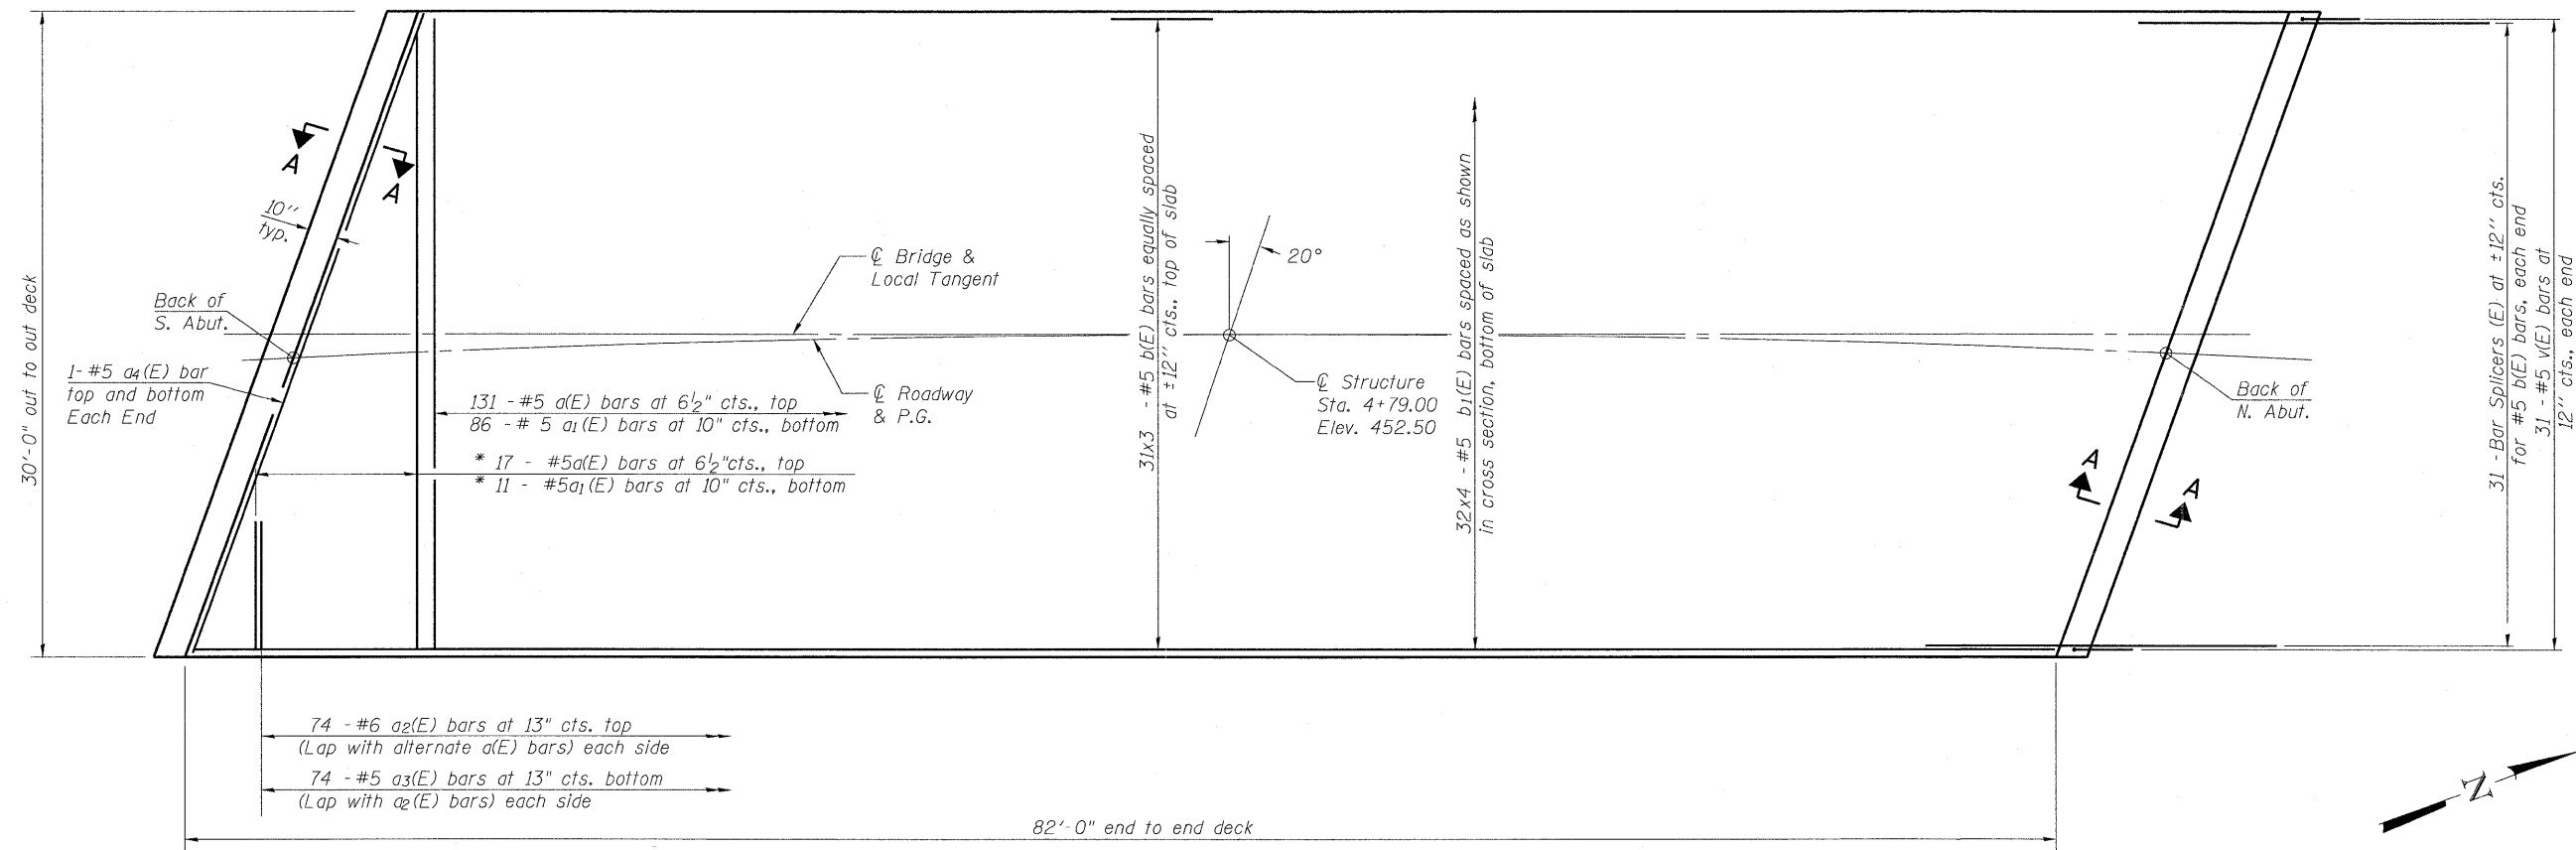 30'-0" out to out deck
A
A
10"
typ.
Back of
S. Abut.
1- #5 a4(E) bar
top and bottom
Each End
℄ Bridge &
Local Tangent
℄ Roadway
& P.G.
131 - #5 a(E) bars at 6½" cts., top
86 - # 5 a1(E) bars at 10" cts., bottom
* 17 - #5a(E) bars at 6½"cts., top
* 11 - #5a1(E) bars at 10" cts., bottom
31x3 - #5 b(E) bars equally spaced
at ±12" cts., top of slab
20°
℄ Structure
Sta. 4+79.00
Elev. 452.50
32x4 - #5 b1(E) bars spaced as shown
in cross section, bottom of slab
Back of
N. Abut.
A
A
31 -Bar Splicers (E) at ±12" cts.
for #5 b(E) bars, each end
31 - #5 v(E) bars at
12" cts., each end
74 - #6 a2(E) bars at 13" cts. top
(Lap with alternate a(E) bars) each side
74 - #5 a3(E) bars at 13" cts. bottom
(Lap with a2(E) bars) each side
82'-0" end to end deck
N